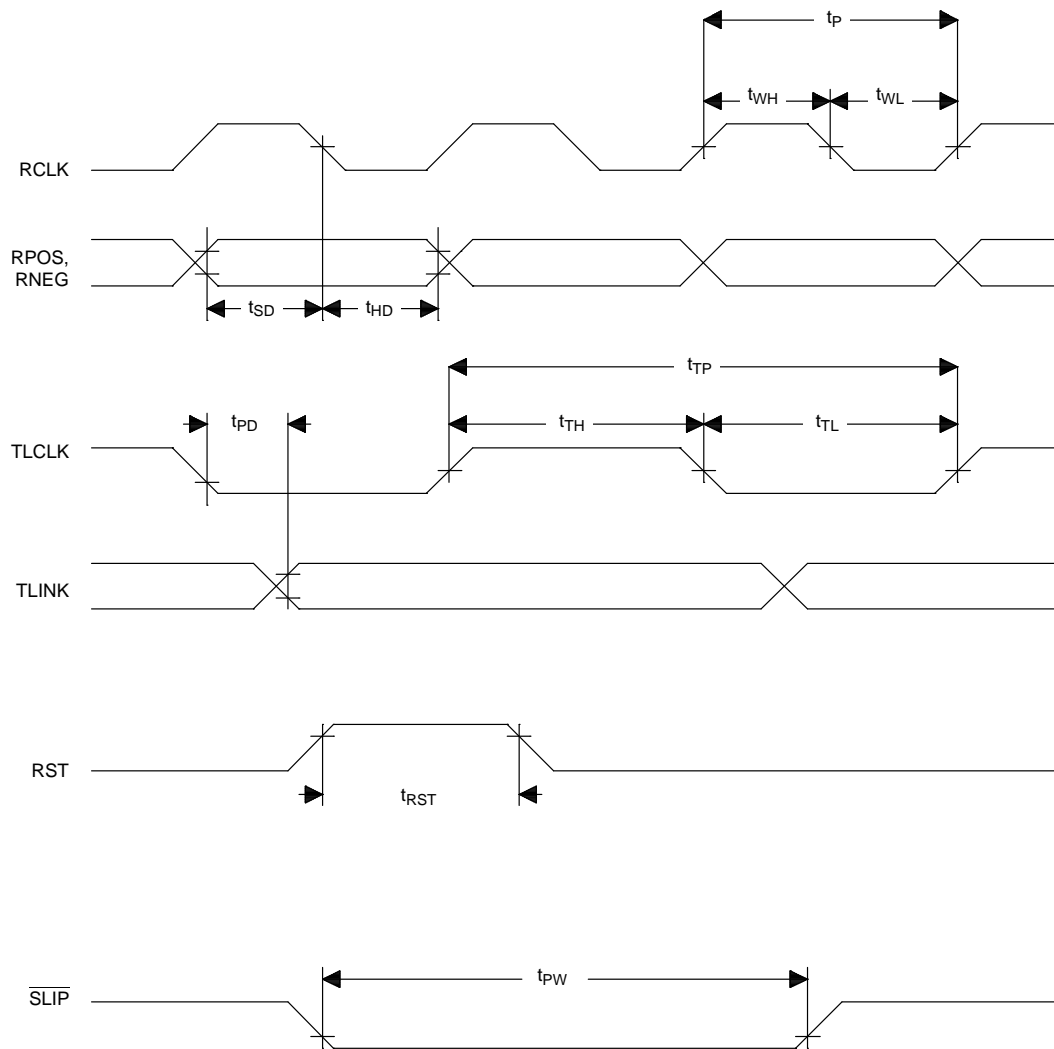 tP
tWH tWL
RCLK
RPOS,
RNEG
tSD tHD
tTP
tPD tTH tTL
TLCLK
TLINK
RST
tRST
tPW
SLIP